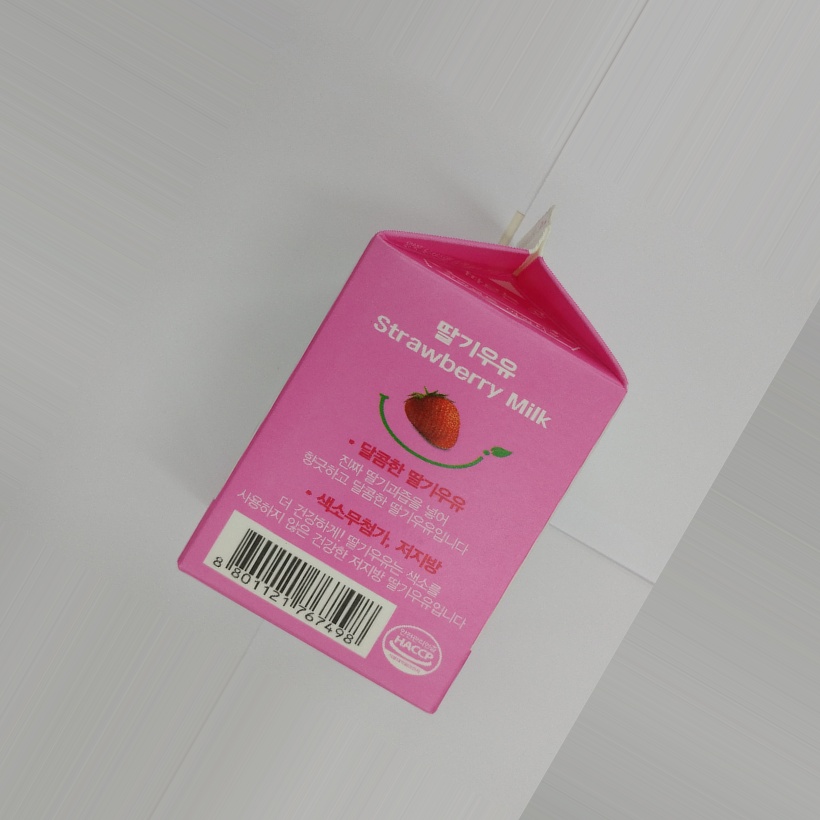 딸기우유
Strawberry Milk
• 달콤한 딸기우유
진짜 딸기과즙을 넣어
향긋하고 달콤한 딸기우유입니다
• 색소무첨가, 저지방
더 건강하게! 딸기우유는 색소를
사용하지 않은 건강한 저지방 딸기우유입니다
8 801121 767498
HACCP